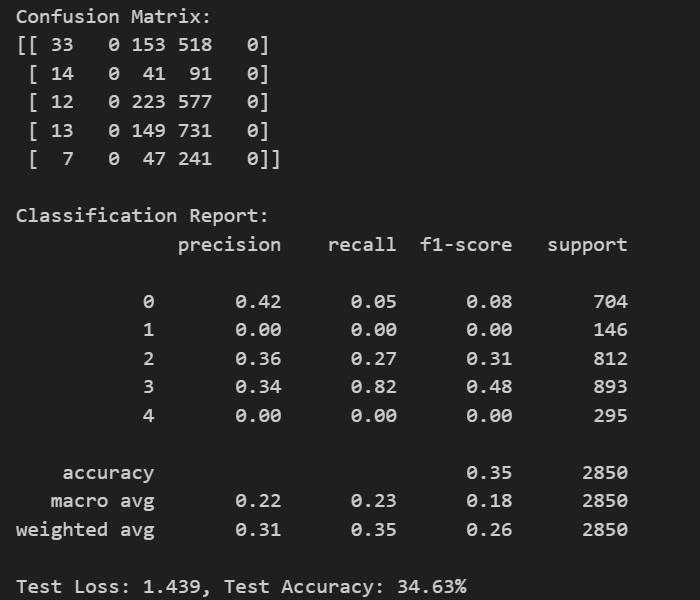 Confusion Matrix:
[[ 33   0 153 518   0]
 [ 14   0  41  91   0]
 [ 12   0 223 577   0]
 [ 13   0 149 731   0]
 [  7   0  47 241   0]]
Classification Report:
              precision    recall  f1-score   support
           0       0.42      0.05      0.08       704
           1       0.00      0.00      0.00       146
           2       0.36      0.27      0.31       812
           3       0.34      0.82      0.48       893
           4       0.00      0.00      0.00       295
    accuracy                           0.35      2850
   macro avg       0.22      0.23      0.18      2850
weighted avg       0.31      0.35      0.26      2850
Test Loss: 1.439, Test Accuracy: 34.63%